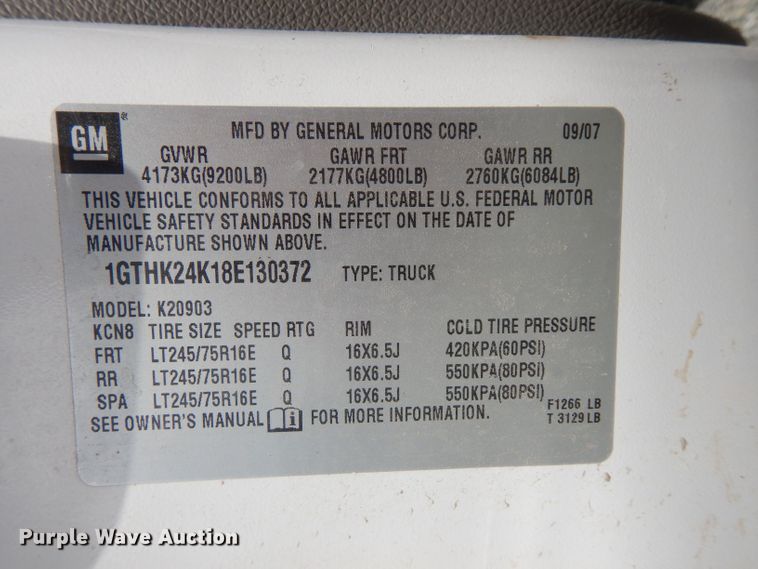 GM ® MFD BY GENERAL MOTORS CORP. 09/07
GVWR GAWR FRT GAWR RR
4173KG(9200LB) 2177KG(4800LB) 2760KG(6084LB)
THIS VEHICLE CONFORMS TO ALL APPLICABLE U.S. FEDERAL MOTOR
VEHICLE SAFETY STANDARDS IN EFFECT ON THE DATE OF
MANUFACTURE SHOWN ABOVE.
1GTHK24K18E130372 TYPE: TRUCK
MODEL: K20903
KCN8 TIRE SIZE SPEED RTG RIM COLD TIRE PRESSURE
FRT LT245/75R16E Q 16X6.5J 420KPA(60PSI)
RR LT245/75R16E Q 16X6.5J 550KPA(80PSI)
SPA LT245/75R16E Q 16X6.5J 550KPA(80PSI)
F1266 LB
SEE OWNER'S MANUAL i FOR MORE INFORMATION. T 3129 LB
Purple Wave Auction